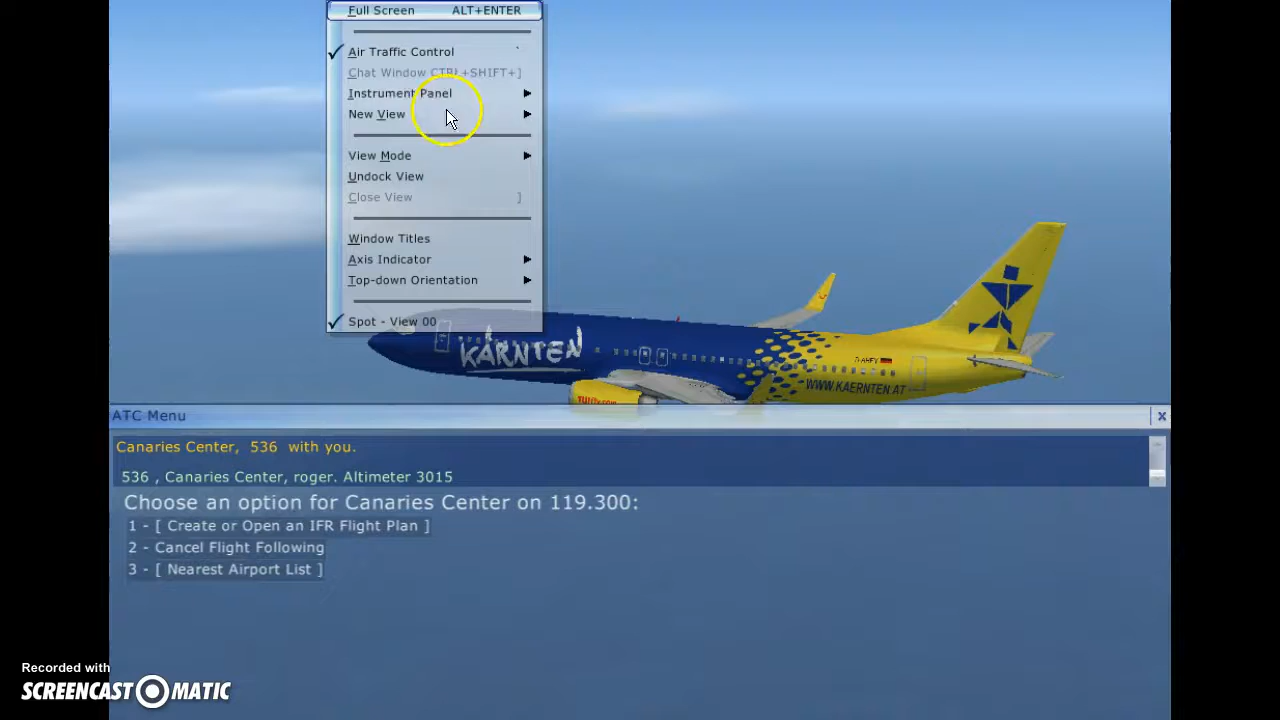 Full Screen ALT+ENTER
Air Traffic Control `
Chat Window CTRL+SHIFT+]
Instrument Panel
New View
View Mode
Undock View
Close View ]
Window Titles
Axis Indicator
Top-down Orientation
Spot - View 00
KÄRNTEN
D-AHFV
WWW.KAERNTEN.AT
TUIfly.com
ATC Menu x
Canaries Center, 536 with you.
536 , Canaries Center, roger. Altimeter 3015
Choose an option for Canaries Center on 119.300:
1 - [ Create or Open an IFR Flight Plan ]
2 - Cancel Flight Following
3 - [ Nearest Airport List ]
Recorded with
SCREENCAST MATIC